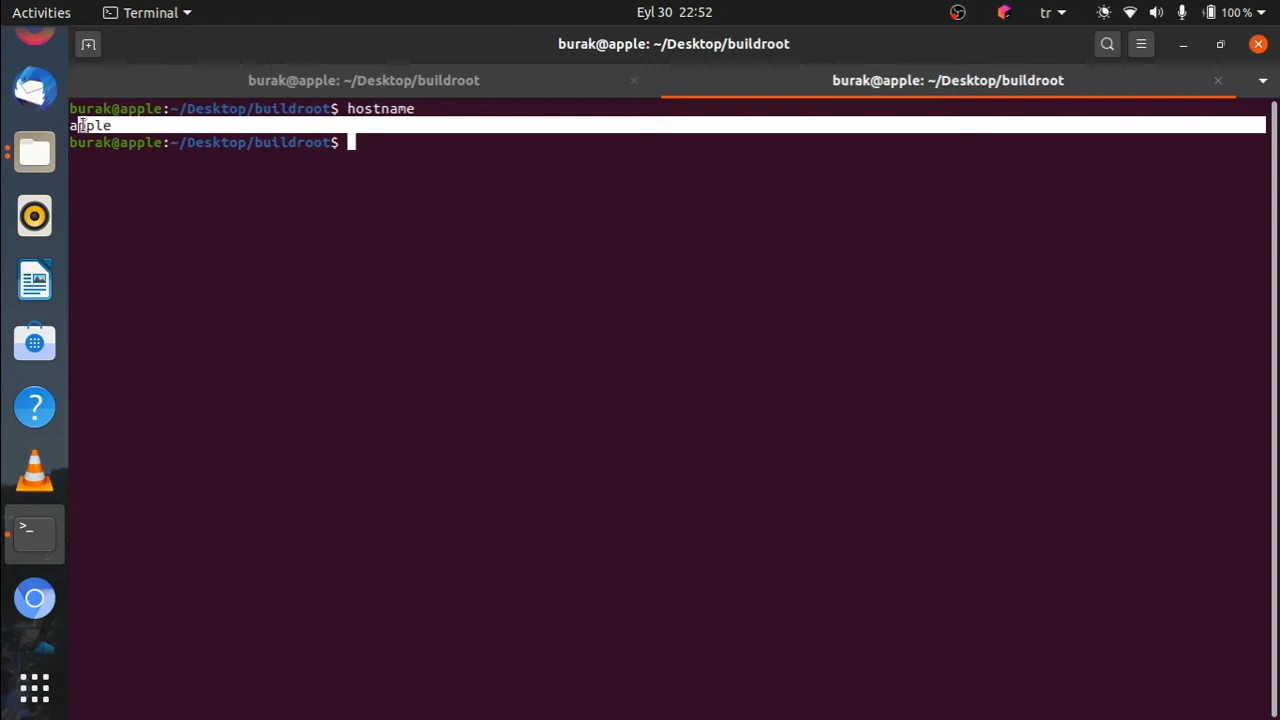 Activities
Terminal
Eyl 30 22:52
tr
100 %
burak@apple: ~/Desktop/buildroot
burak@apple: ~/Desktop/buildroot
burak@apple: ~/Desktop/buildroot
burak@apple:~/Desktop/buildroot$ hostname
apple
burak@apple:~/Desktop/buildroot$